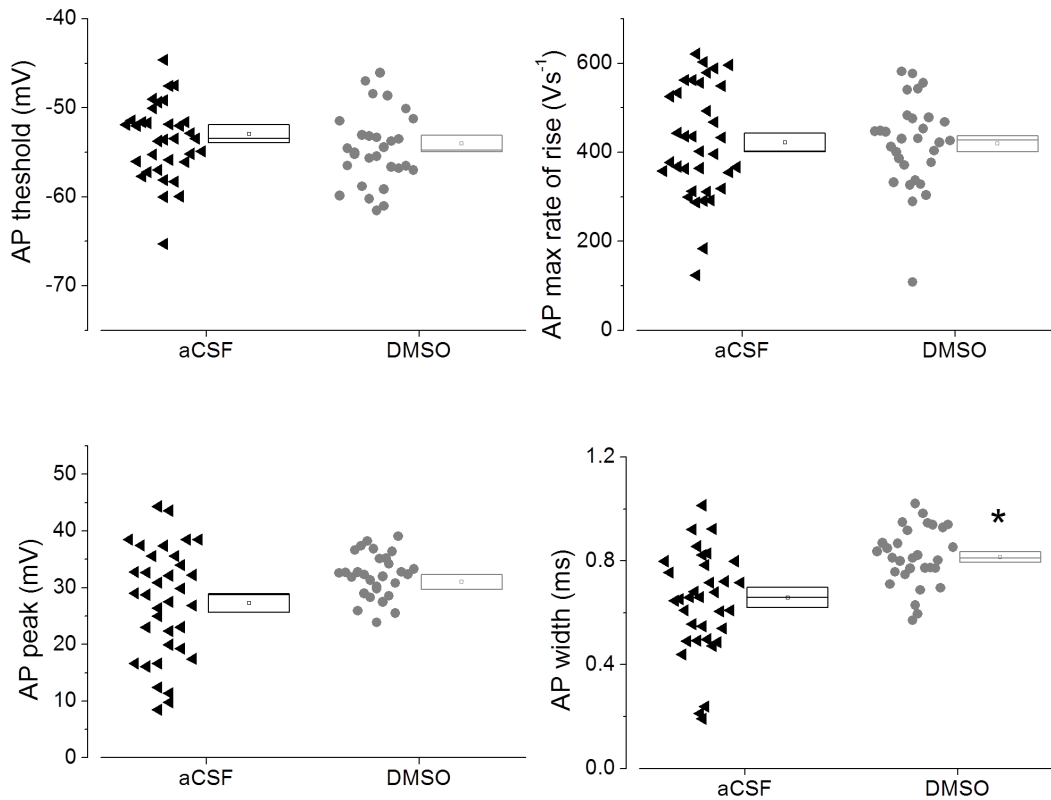 AP theshold (mV)
-40
-50
-60
-70
aCSF
DMSO
AP max rate of rise (Vs-1)
600
400
200
0
aCSF
DMSO
AP peak (mV)
50
40
30
20
10
0
aCSF
DMSO
AP width (ms)
1.2
0.8
0.4
0.0
*
aCSF
DMSO